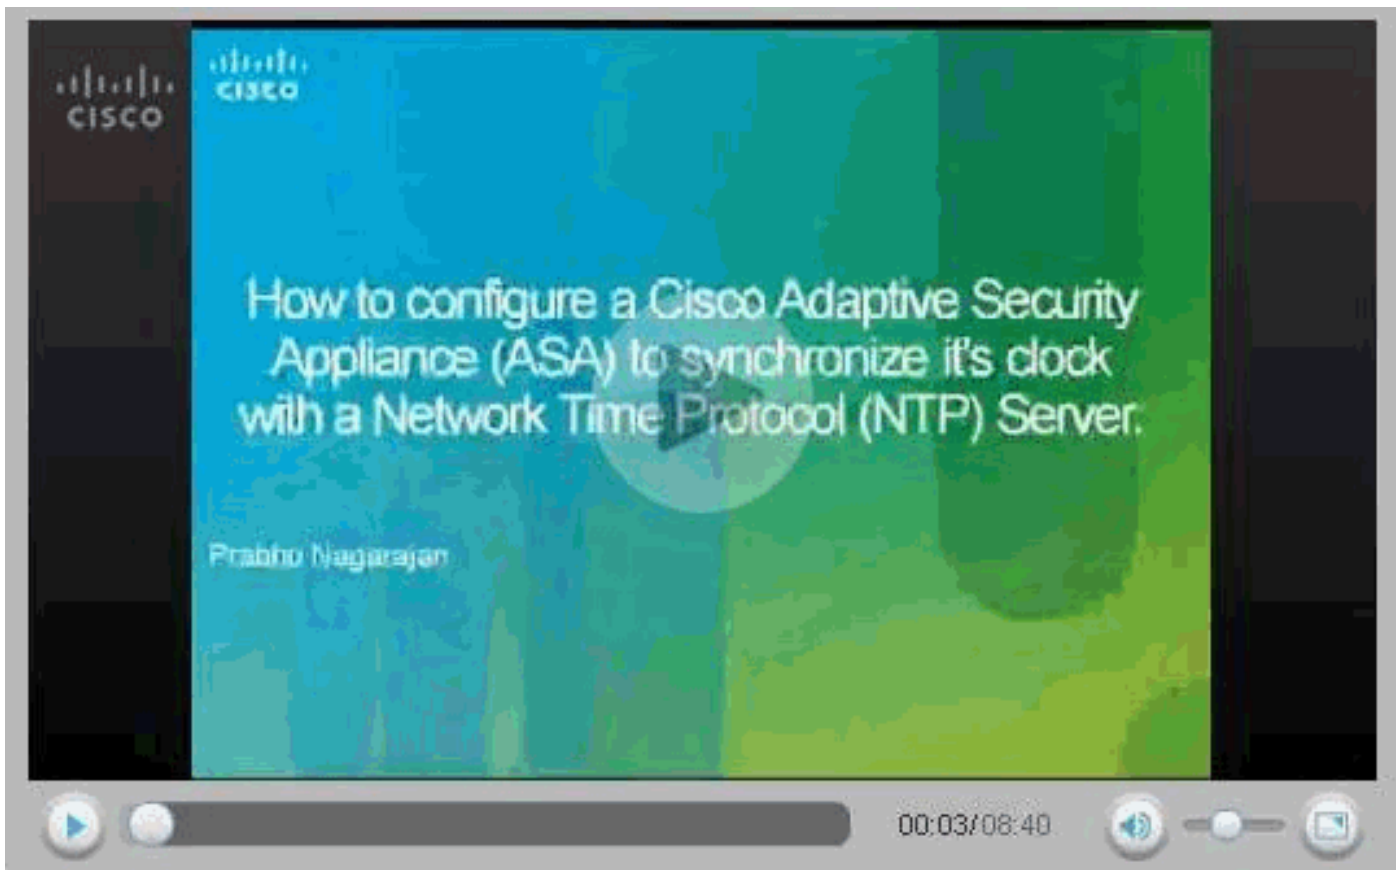 CISCO
CISCO
How to configure a Cisco Adaptive Security
Appliance (ASA) to synchronize it's clock
with a Network Time Protocol (NTP) Server.
Prabhu Nagarajan
00:03/08:40